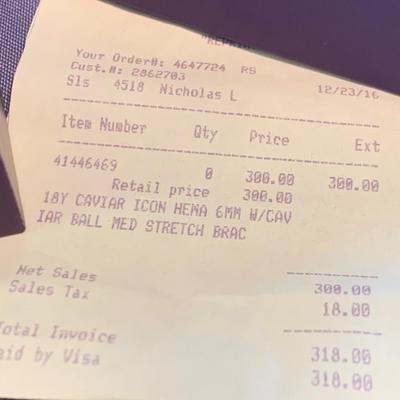 "REPRINT"
Your Order#: 4647724 RS
Cust.#: 2862703
Sls 4518 Nicholas L 12/23/16
Item Number Qty Price Ext
41446469 0 300.00 300.00
Retail price 300.00
18Y CAVIAR ICON HEMA 6MM W/CAV
IAR BALL MED STRETCH BRAC
Net Sales 300.00
Sales Tax 18.00
Total Invoice 318.00
aid by Visa 318.00